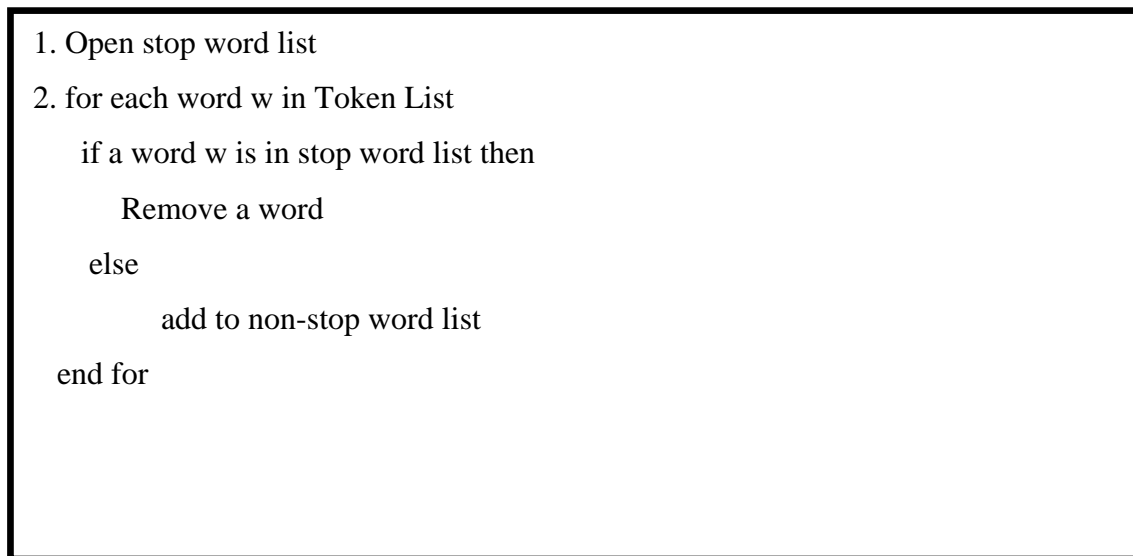 1. Open stop word list
2. for each word w in Token List
if a word w is in stop word list then
Remove a word
else
add to non-stop word list
end for